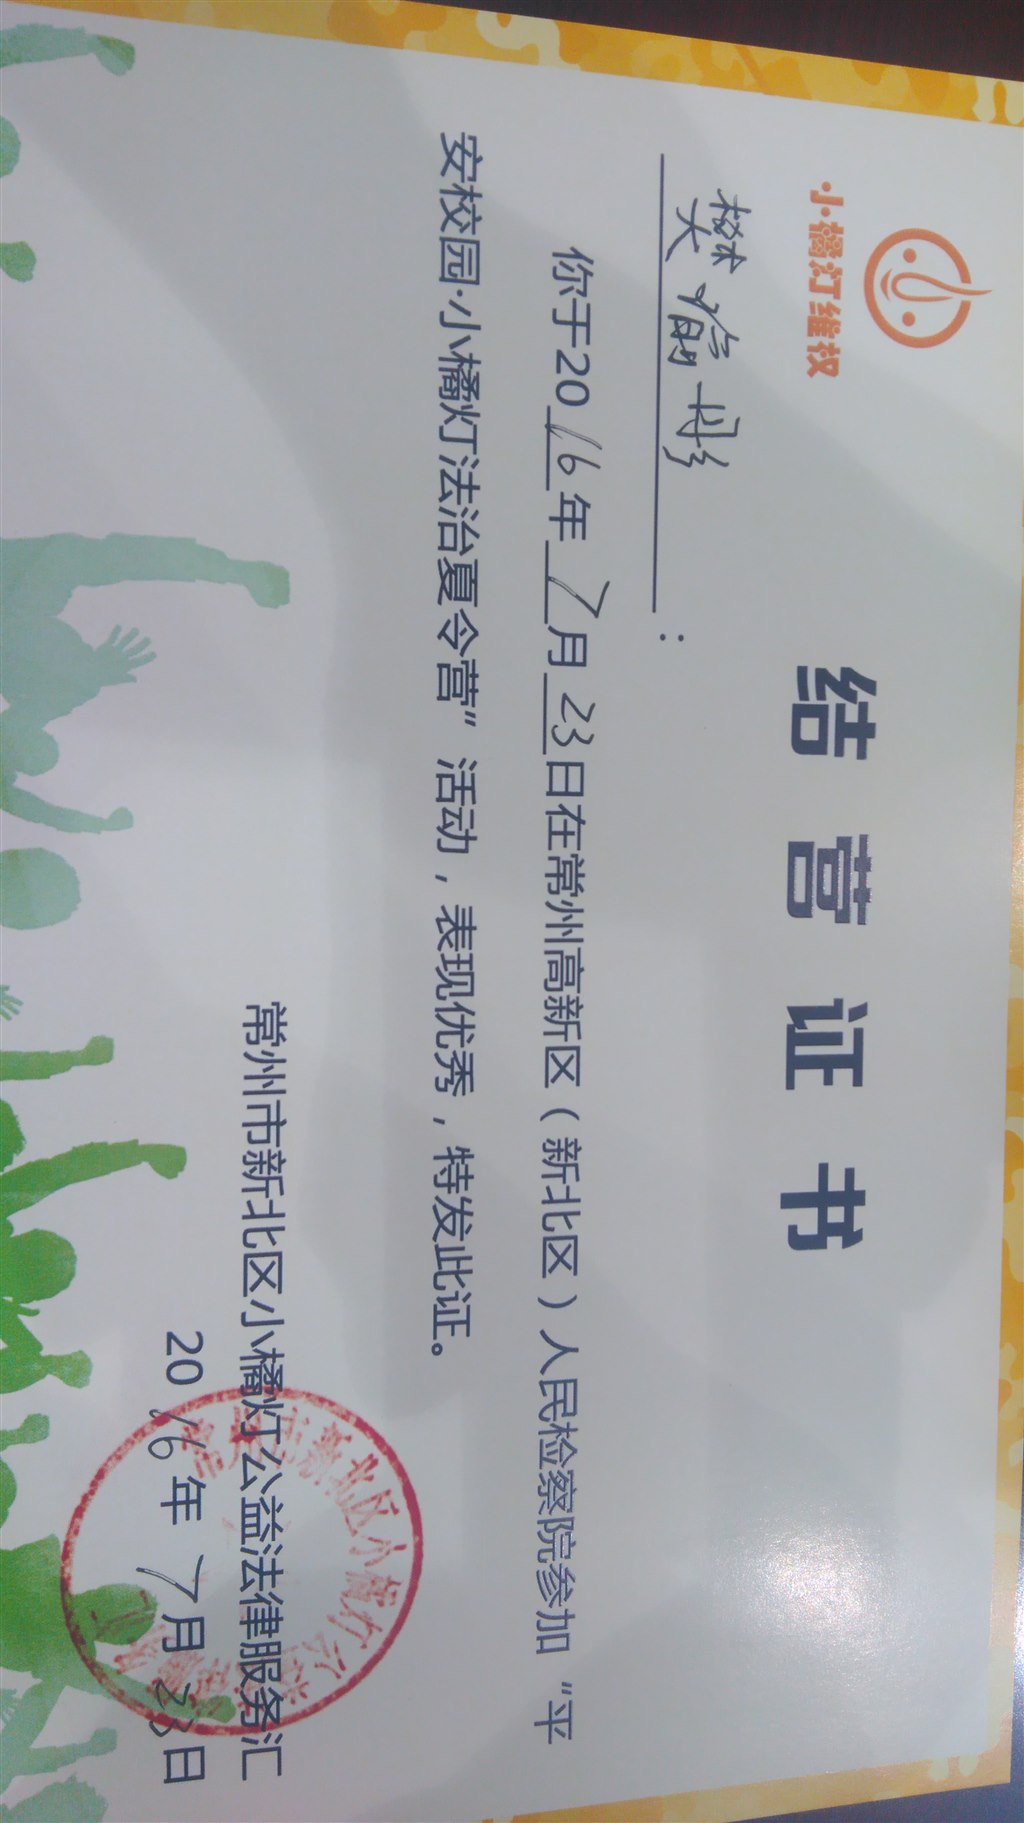 小橘灯维权
结营证书
樊脩彤：
你于2016年7月23日在常州高新区（新北区）人民检察院参加“平
安校园·小橘灯法治夏令营”活动，表现优秀，特发此证。
常州市新北区小橘灯公益法律服务汇
2016年7月23日